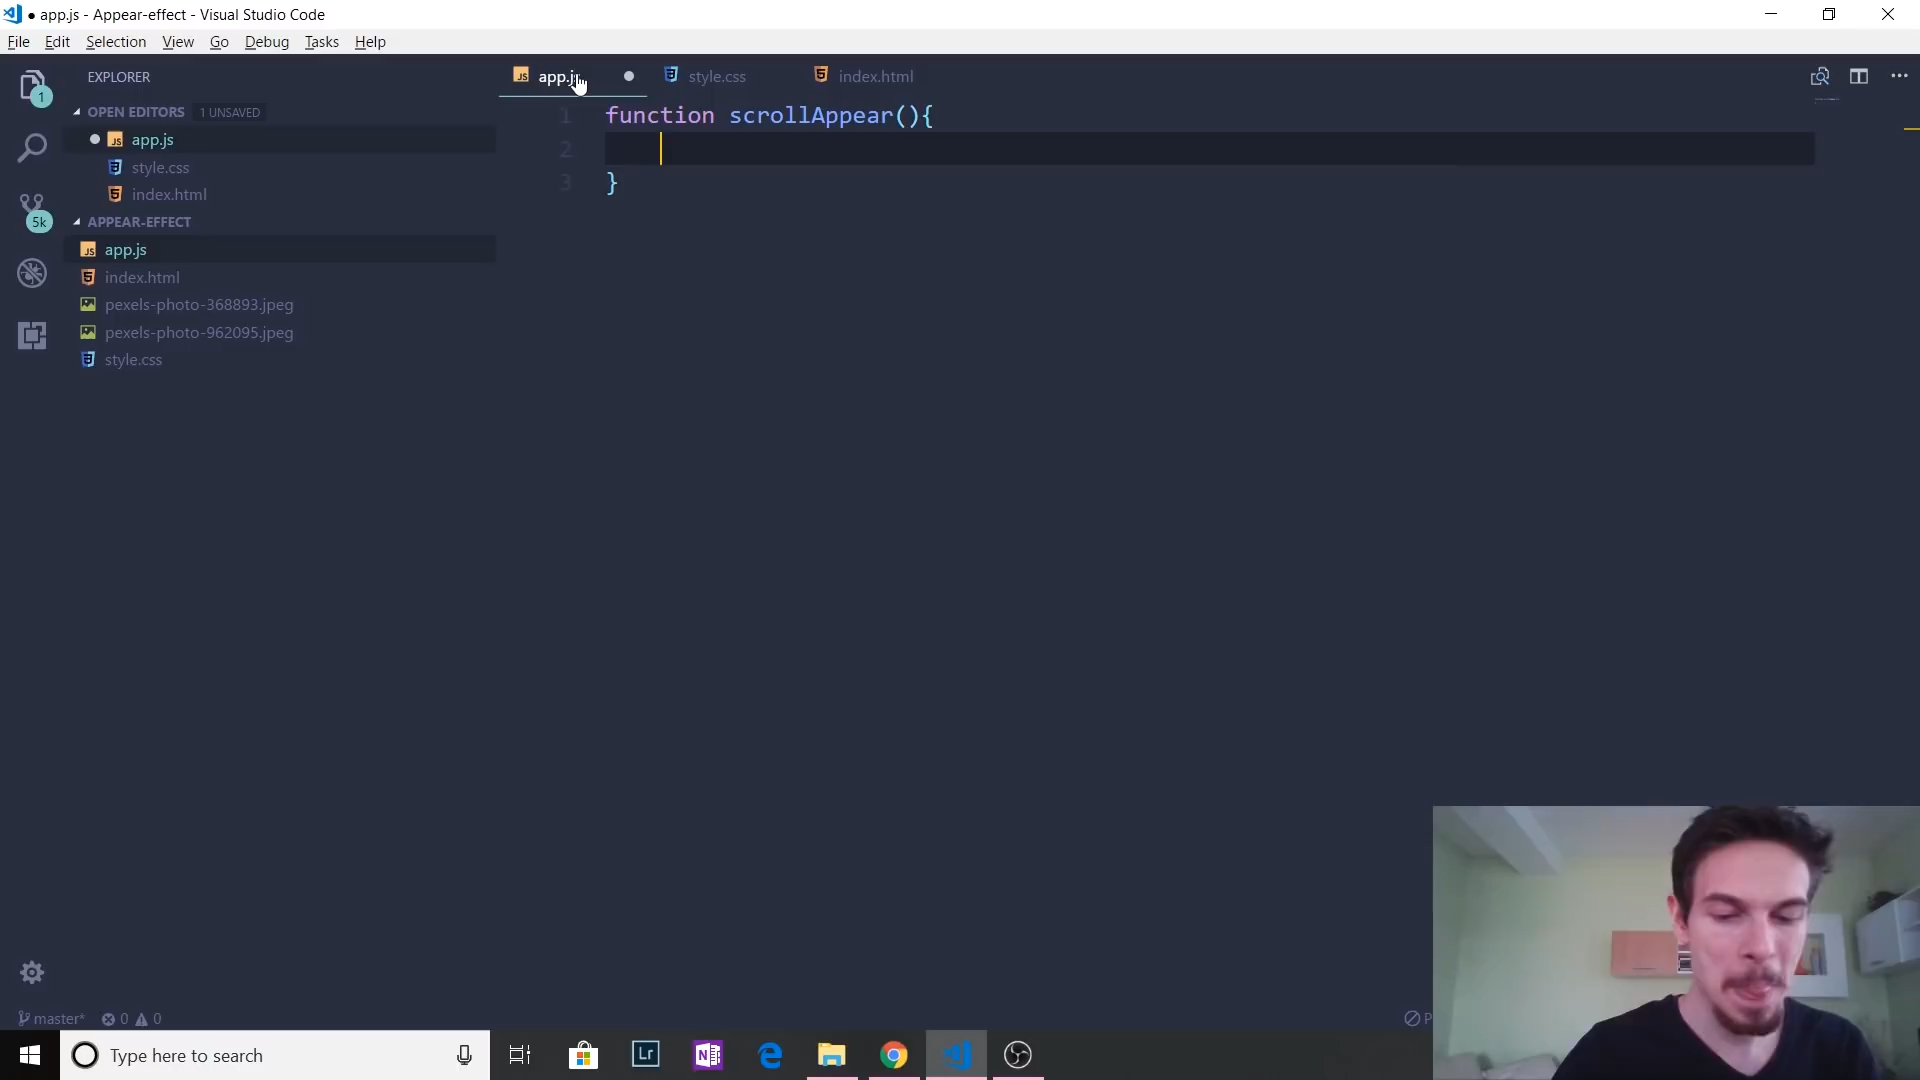 ● app.js - Appear-effect - Visual Studio Code
File Edit Selection View Go Debug Tasks Help
EXPLORER
OPEN EDITORS 1 UNSAVED
app.js
style.css
index.html
APPEAR-EFFECT
app.js
index.html
pexels-photo-368893.jpeg
pexels-photo-962095.jpeg
style.css
1
5k
style.css index.html
1 function scrollAppear(){
2
3 }
master* 0 0
Type here to search
Lr